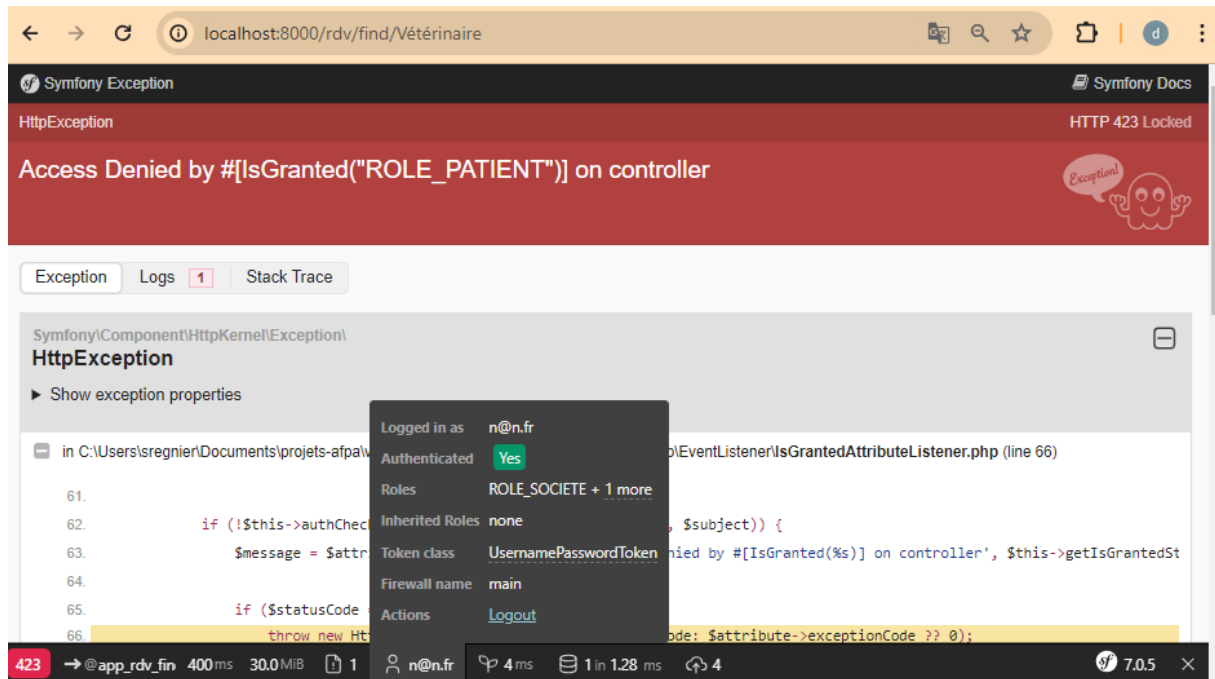 localhost:8000/rdv/find/Vétérinaire
d
Symfony Exception
Symfony Docs
HttpException
HTTP 423 Locked
Access Denied by #[IsGranted("ROLE_PATIENT")] on controller
Exception!
Exception Logs 1 Stack Trace
Symfony\Component\HttpKernel\Exception\
HttpException
Show exception properties
in C:\Users\sregnier\Documents\projets-afpa\
\EventListener\IsGrantedAttributeListener.php (line 66)
61.
62. if (!$this->authChec , $subject)) {
63. $message = $attr nied by #[IsGranted(%s)] on controller', $this->getIsGrantedSt
64.
65. if ($statusCode
66. throw new Ht ode: $attribute->exceptionCode ?? 0);
Logged in as n@n.fr
Authenticated Yes
Roles ROLE_SOCIETE + 1 more
Inherited Roles none
Token class UsernamePasswordToken
Firewall name main
Actions Logout
423 @app_rdv_fin 400 ms 30.0 MiB 1 n@n.fr 4 ms 1 in 1.28 ms 4 7.0.5